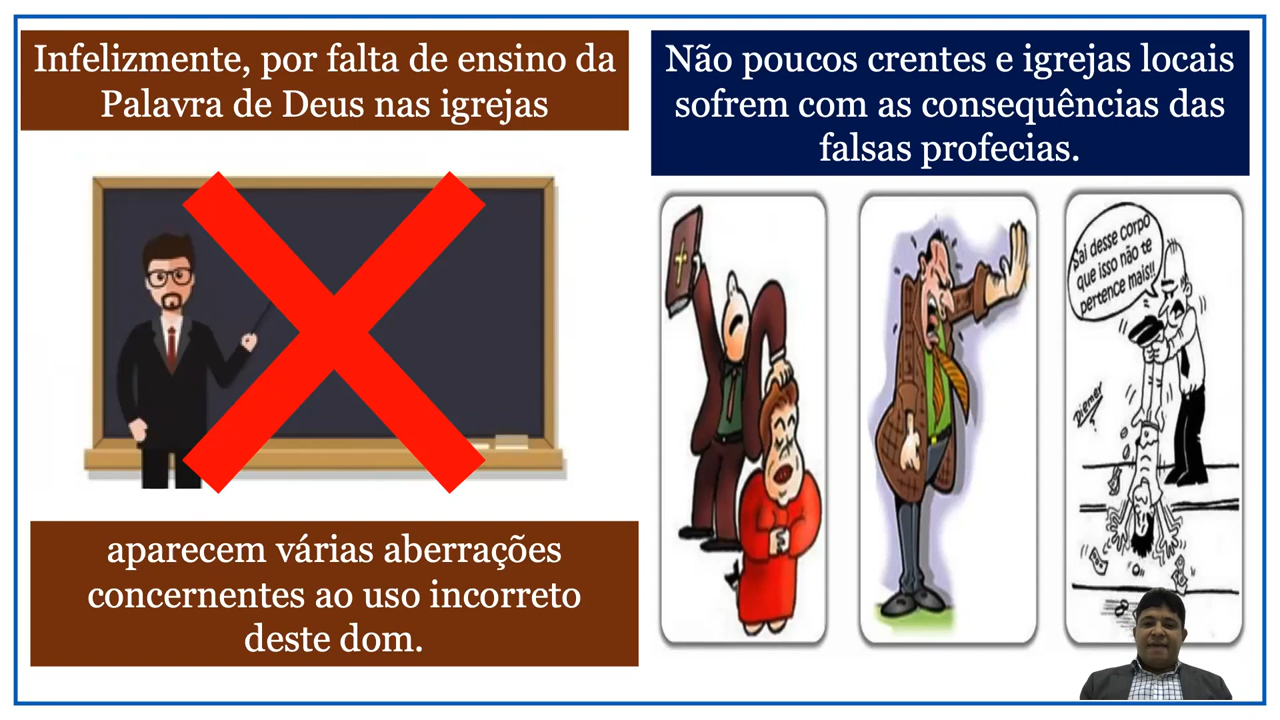 Infelizmente, por falta de ensino da
Palavra de Deus nas igrejas
aparecem várias aberrações
concernentes ao uso incorreto
deste dom.
Não poucos crentes e igrejas locais
sofrem com as consequências das
falsas profecias.
Sai desse corpo
que isso não te
pertence mais!!
Diemer